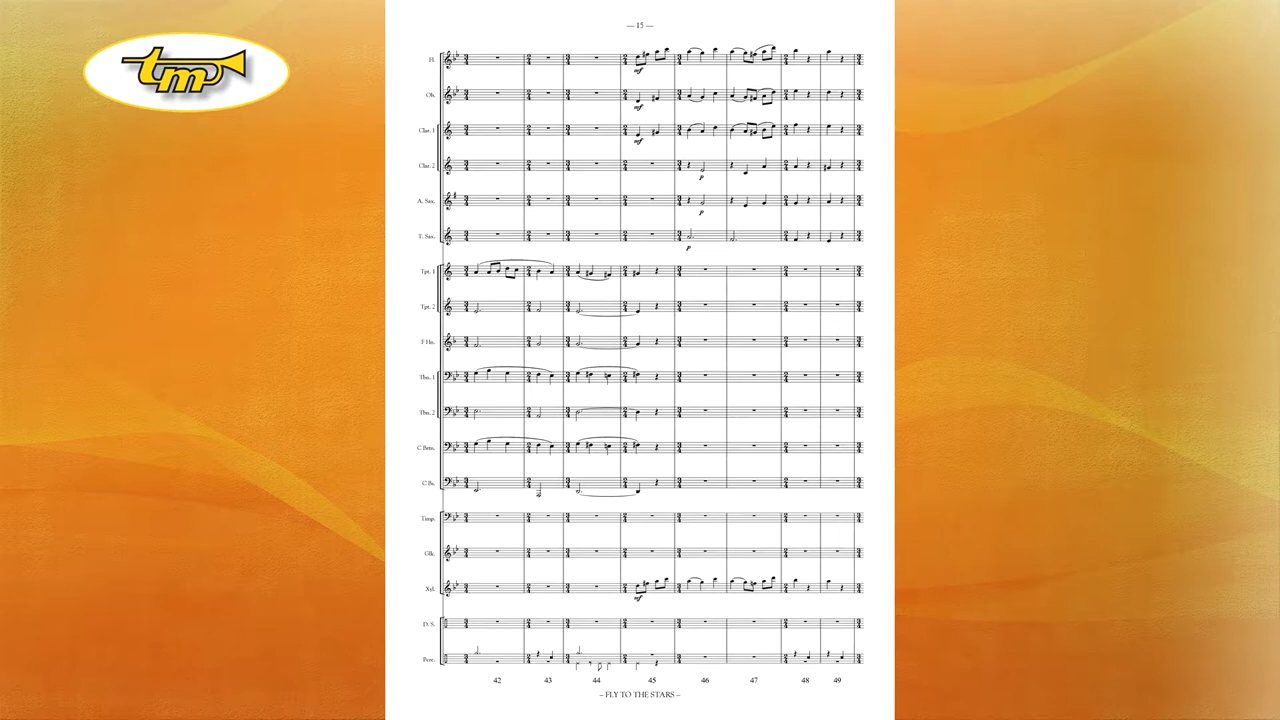 tm
— 15 —
Fl.
Ob.
mf
Clar. 1
mf
mf
Clar. 2
p
A. Sax.
p
T. Sax.
p
Tpt. 1
Tpt. 2
F Hn.
Tbn. 1
Tbn. 2
C Btn.
C Bs.
Timp.
Glk.
Xyl.
mf
D. S.
Perc.
42 43 44 45 46 47 48 49
– FLY TO THE STARS –